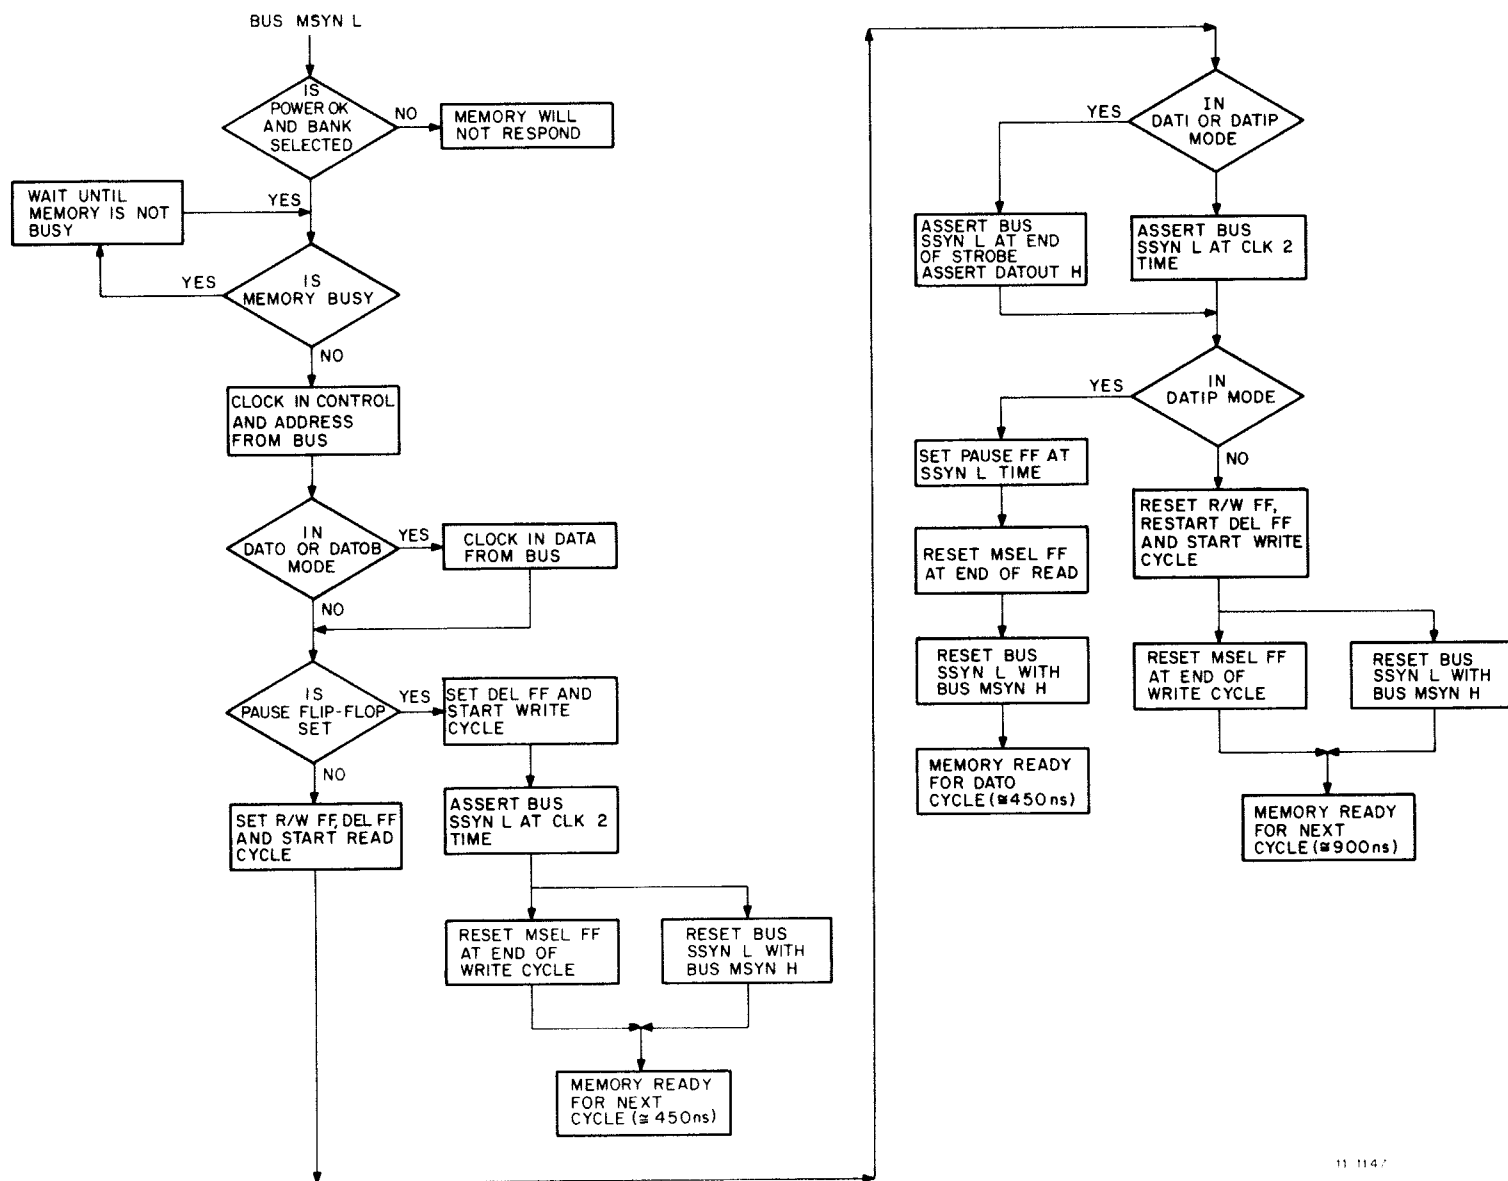 BUS MSYN L
IS
POWER OK
AND BANK
SELECTED
NO
MEMORY WILL
NOT RESPOND
YES
WAIT UNTIL
MEMORY IS NOT
BUSY
YES
IS
MEMORY BUSY
NO
CLOCK IN CONTROL
AND ADDRESS
FROM BUS
IN
DATO OR DATOB
MODE
YES
CLOCK IN DATA
FROM BUS
NO
IS
PAUSE FLIP-FLOP
SET
YES
SET DEL FF AND
START WRITE
CYCLE
NO
SET R/W FF, DEL FF
AND START READ
CYCLE
ASSERT BUS
SSYN L AT CLK 2
TIME
RESET MSEL FF
AT END OF
WRITE CYCLE
RESET BUS
SSYN L WITH
BUS MSYN H
MEMORY READY
FOR NEXT
CYCLE (≅450ns)
IN
DATI OR DATIP
MODE
YES
ASSERT BUS
SSYN L AT END
OF STROBE
ASSERT DATOUT H
ASSERT BUS
SSYN L AT CLK 2
TIME
IN
DATIP MODE
YES
SET PAUSE FF AT
SSYN L TIME
RESET MSEL FF
AT END OF READ
RESET BUS
SSYN L WITH
BUS MSYN H
MEMORY READY
FOR DATO
CYCLE (≅450ns)
NO
RESET R/W FF,
RESTART DEL FF
AND START WRITE
CYCLE
RESET MSEL FF
AT END OF
WRITE CYCLE
RESET BUS
SSYN L WITH
BUS MSYN H
MEMORY READY
FOR NEXT
CYCLE (≅900ns)
11-1147